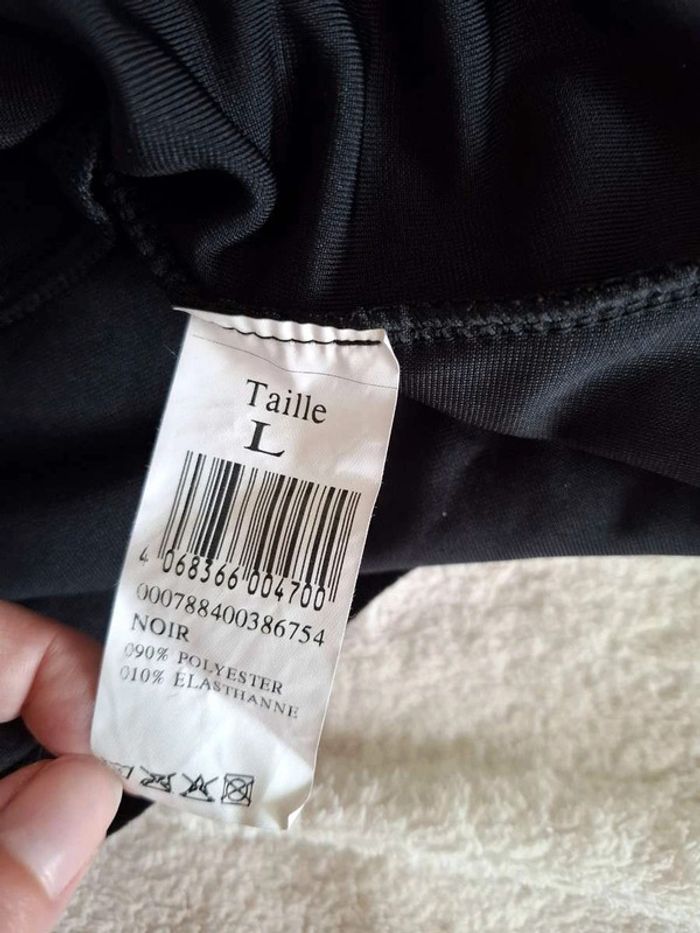 Taille
L
4 068366 004700
000788400386754
NOIR
090% POLYESTER
010% ELASTHANNE